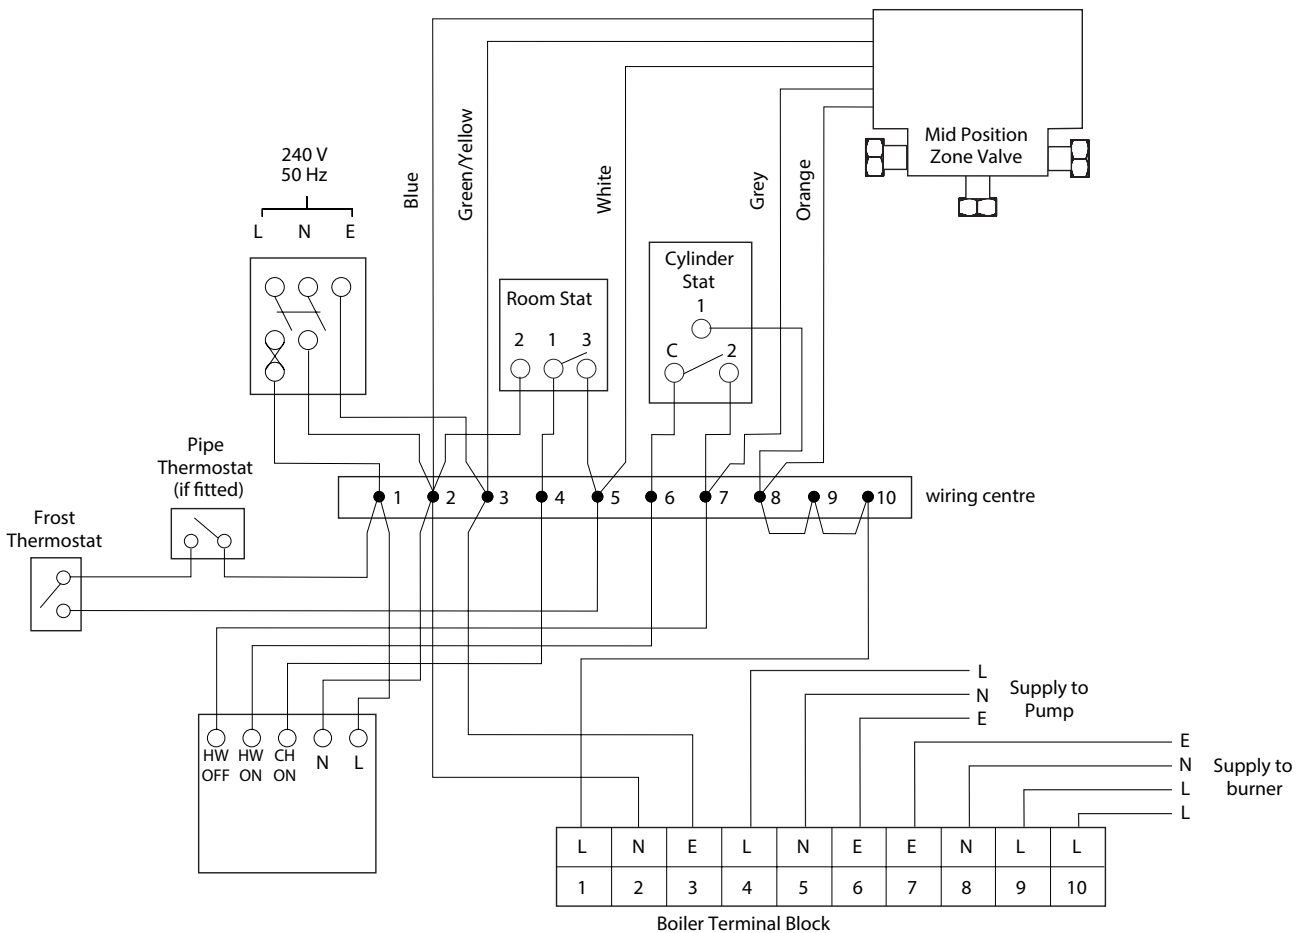 Mid Position
Zone Valve
240 V
50 Hz
L N E
Blue
Green/Yellow
White
Grey
Orange
Cylinder
Stat
1
C 2
Room Stat
2 1 3
Pipe
Thermostat
(if fitted)
Frost
Thermostat
1 2 3 4 5 6 7 8 9 10
wiring centre
HW HW CH
OFF ON ON N L
L
N
E
Supply to
Pump
E
N
L
L
Supply to
burner
L N E L N E E N L L
1 2 3 4 5 6 7 8 9 10
Boiler Terminal Block